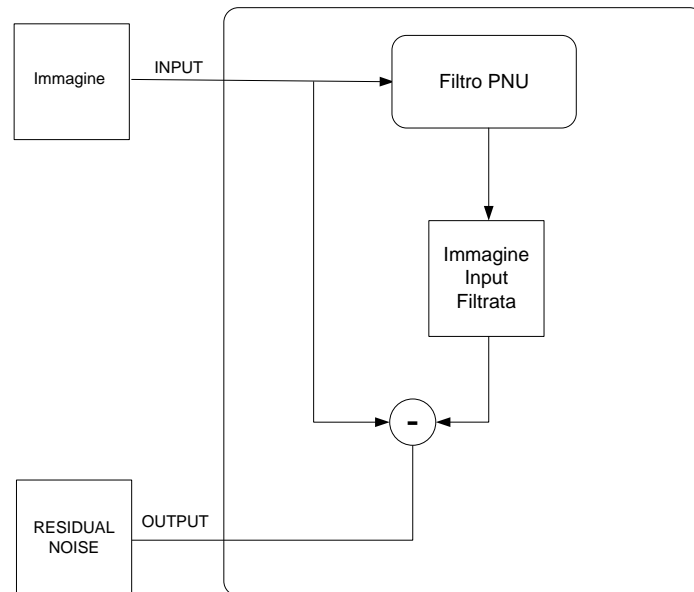 Immagine
INPUT
Filtro PNU
Immagine
Input
Filtrata
-
RESIDUAL
NOISE
OUTPUT